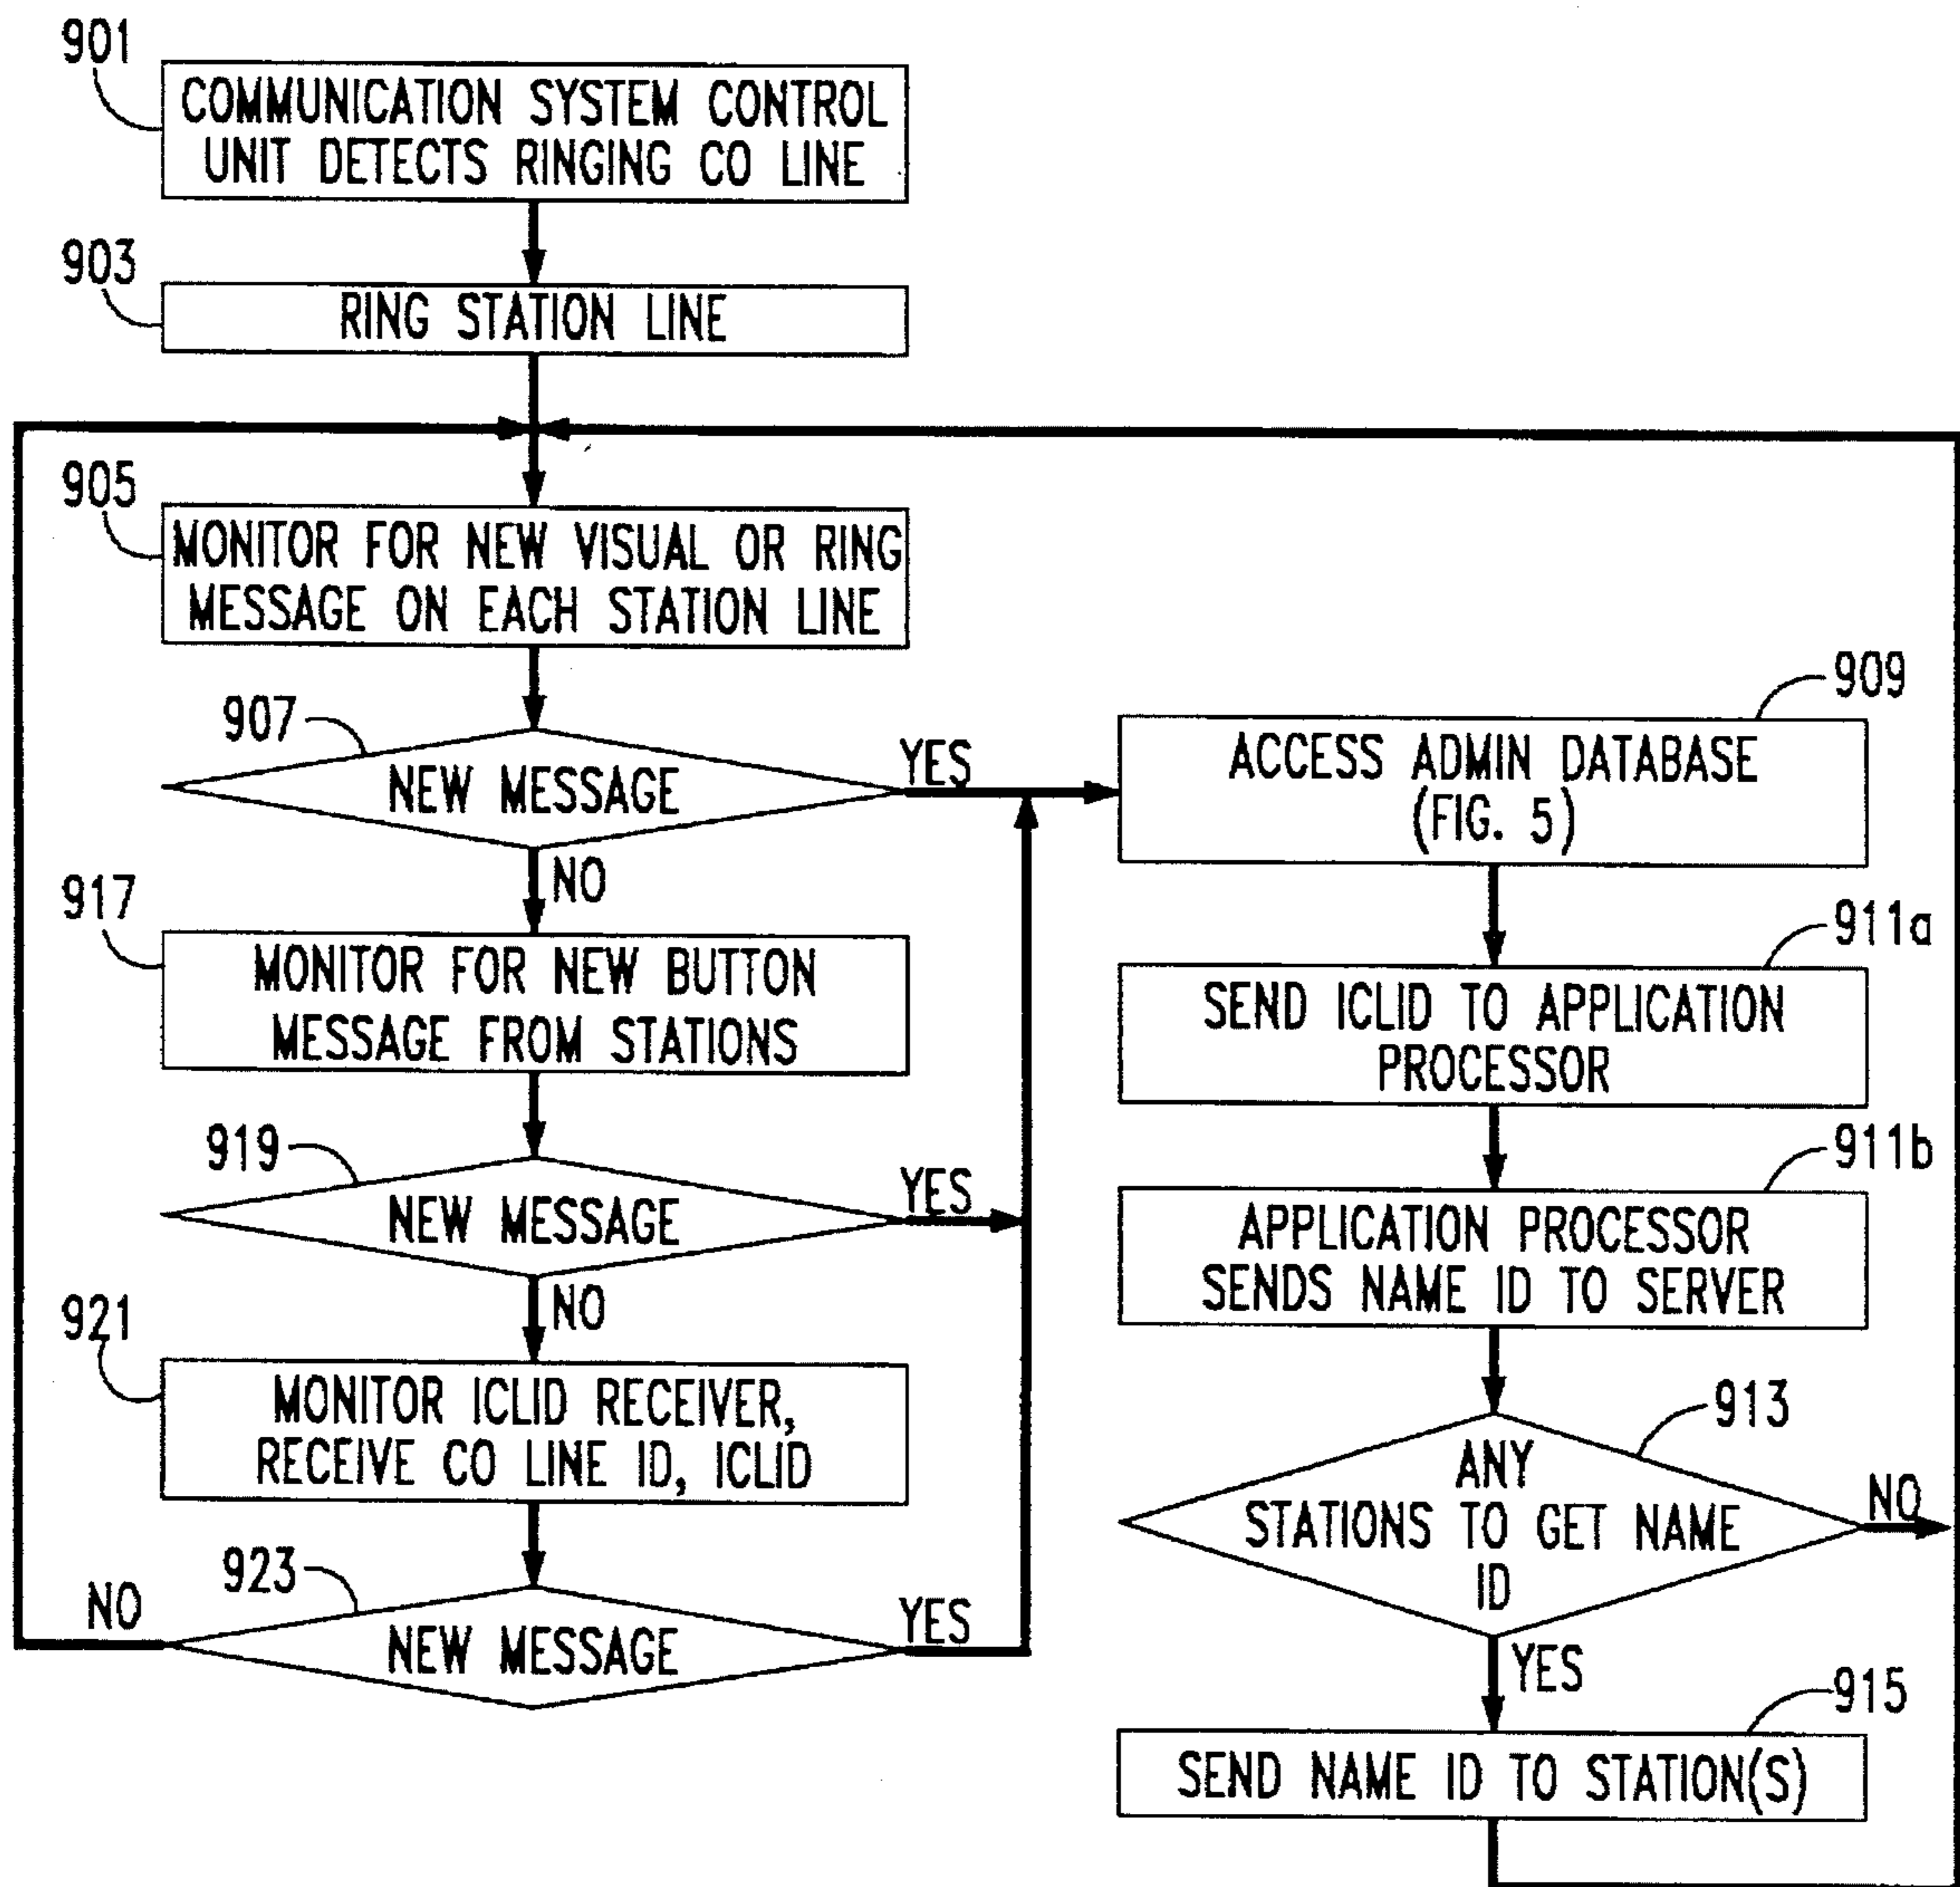 901
COMMUNICATION SYSTEM CONTROL
UNIT DETECTS RINGING CO LINE
903
RING STATION LINE
905
MONITOR FOR NEW VISUAL OR RING
MESSAGE ON EACH STATION LINE
907
NEW MESSAGE
YES
NO
917
MONITOR FOR NEW BUTTON
MESSAGE FROM STATIONS
919
NEW MESSAGE
YES
NO
921
MONITOR ICLID RECEIVER,
RECEIVE CO LINE ID, ICLID
923
NO
NEW MESSAGE
YES
909
ACCESS ADMIN DATABASE
(FIG. 5)
911a
SEND ICLID TO APPLICATION
PROCESSOR
911b
APPLICATION PROCESSOR
SENDS NAME ID TO SERVER
913
ANY
STATIONS TO GET NAME
ID
NO
YES
915
SEND NAME ID TO STATION(S)